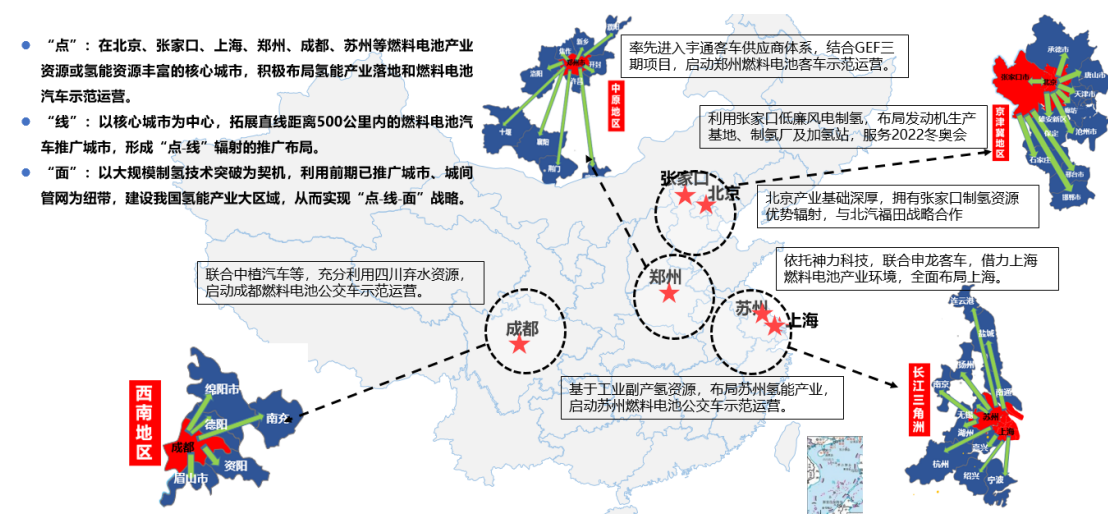 “点”：在北京、张家口、上海、郑州、成都、苏州等燃料电池产业
资源或氢能资源丰富的核心城市，积极布局氢能产业落地和燃料电池
汽车示范运营。
“线”：以核心城市为中心，拓展直线距离500公里内的燃料电池汽
车推广城市，形成“点-线”辐射的推广布局。
“面”：以大规模制氢技术突破为契机，利用前期已推广城市、城间
管网为纽带，建设我国氢能产业大区域，从而实现“点-线-面”战略。
率先进入宇通客车供应商体系，结合GEF三
期项目，启动郑州燃料电池客车示范运营。
新乡
焦作
洛阳
郑州市
开封
十堰
襄阳
荆门
中原地区
利用张家口低廉风电制氢，布局发动机生产
基地、制氢厂及加氢站，服务2022冬奥会
承德市
张家口市
北京
唐山市
天津市
廊坊
雄安新区
保定
沧州市
石家庄
邢台市
邯郸市
京津冀地区
北京产业基础深厚，拥有张家口制氢资源
优势辐射，与北汽福田战略合作
张家口
北京
郑州
成都
苏州
上海
依托神力科技，联合申龙客车，借力上海
燃料电池产业环境，全面布局上海。
联合中植汽车等，充分利用四川弃水资源，
启动成都燃料电池公交车示范运营。
基于工业副产氢资源，布局苏州氢能产业，
启动苏州燃料电池公交车示范运营。
西南地区
绵阳市
德阳
南充
成都
资阳
眉山市
长江三角洲
连云港
盐城
扬州
南京
南通
无锡
苏州
上海
湖州
嘉兴
杭州
绍兴
宁波